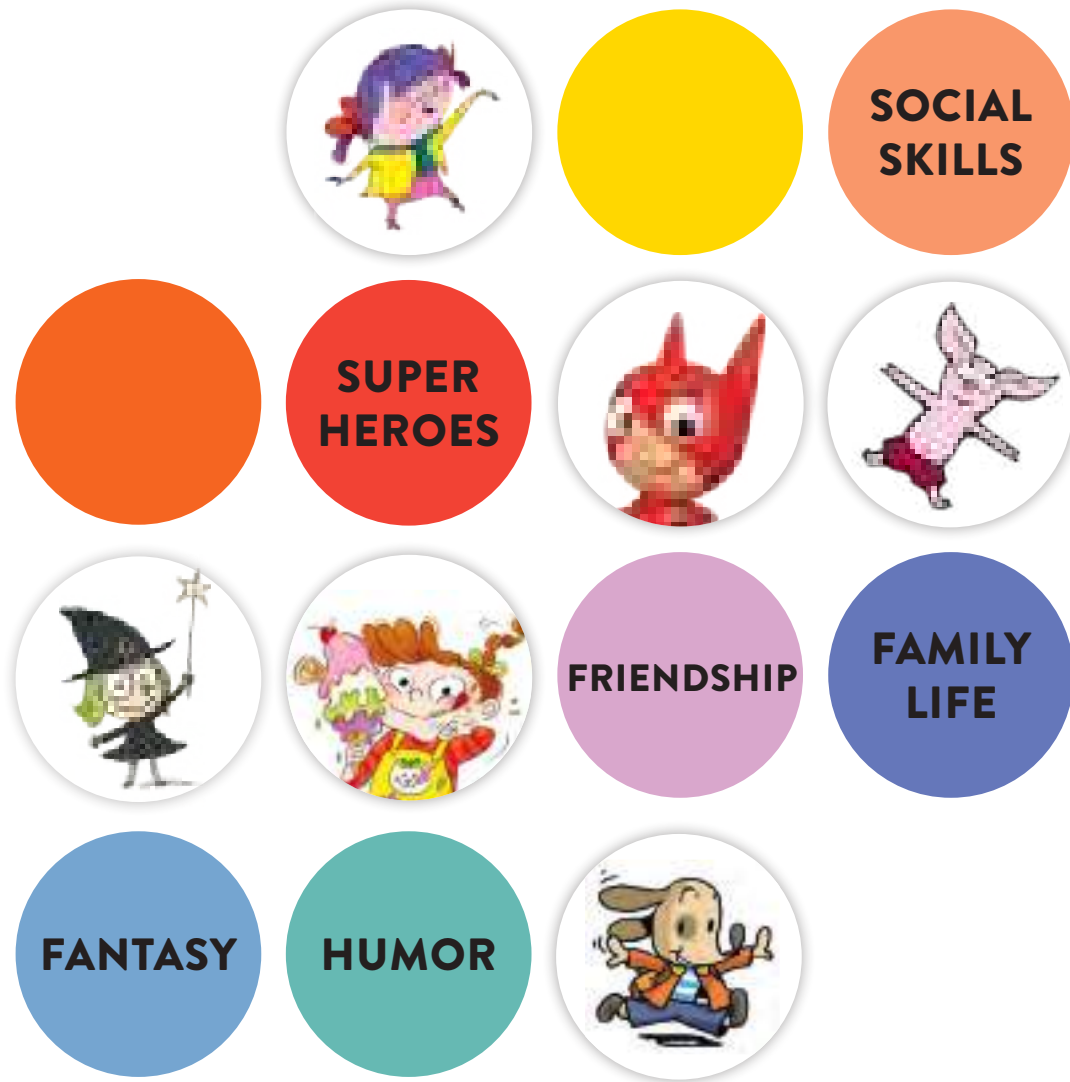 SOCIAL
SKILLS
SUPER
HEROES
FRIENDSHIP
FAMILY
LIFE
FANTASY
HUMOR